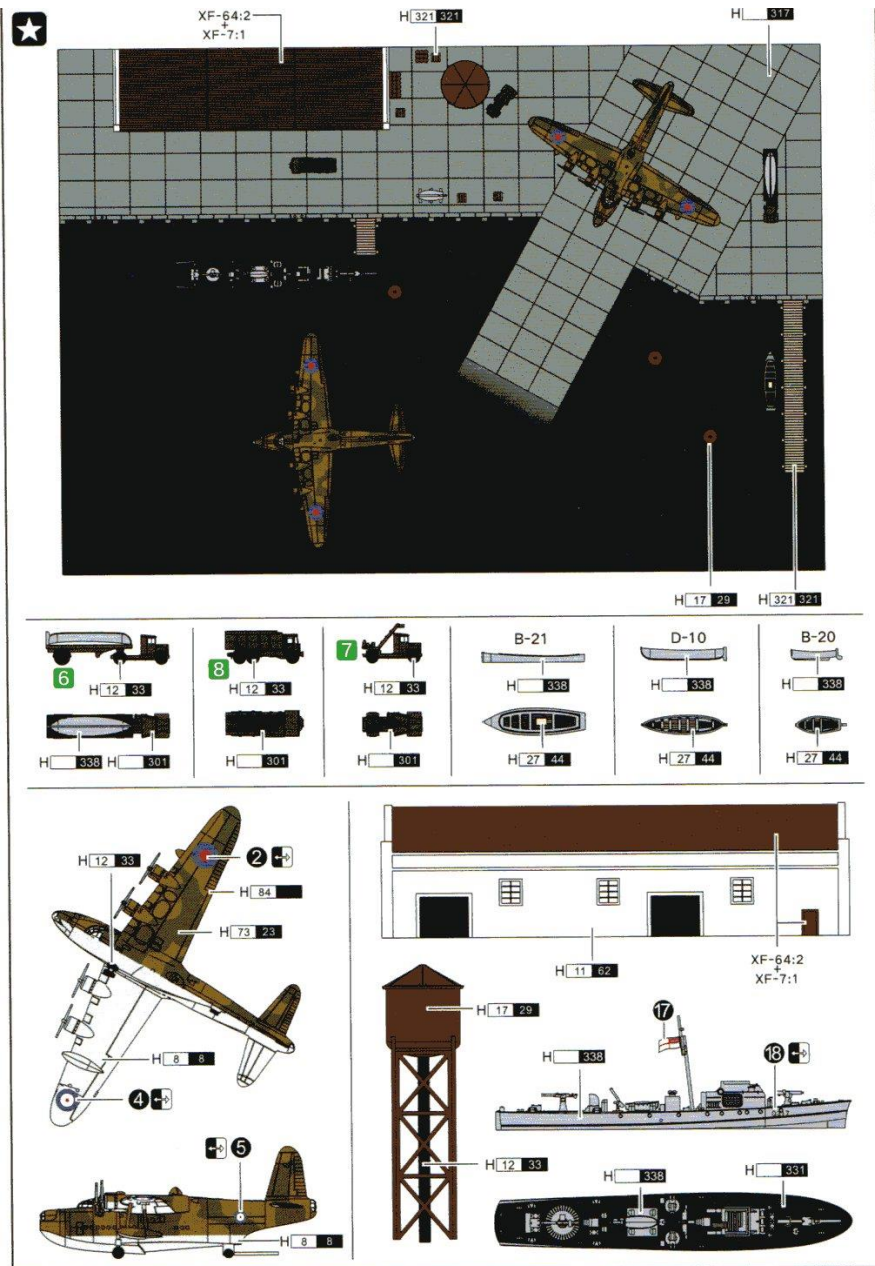 XF-64:2
+
XF-7:1
H 321 321
H 317
H 17 29
H 321 321
6
H 12 33
H 338
H 301
8
H 12 33
H 301
7
H 12 33
H 301
B-21
H 338
H 27 44
D-10
H 338
H 27 44
B-20
H 338
H 27 44
H 12 33
2
H 84
H 73 23
H 8 8
4
5
H 8 8
H 11 62
XF-64:2
+
XF-7:1
H 17 29
17
H 338
18
H 12 33
H 338
H 331